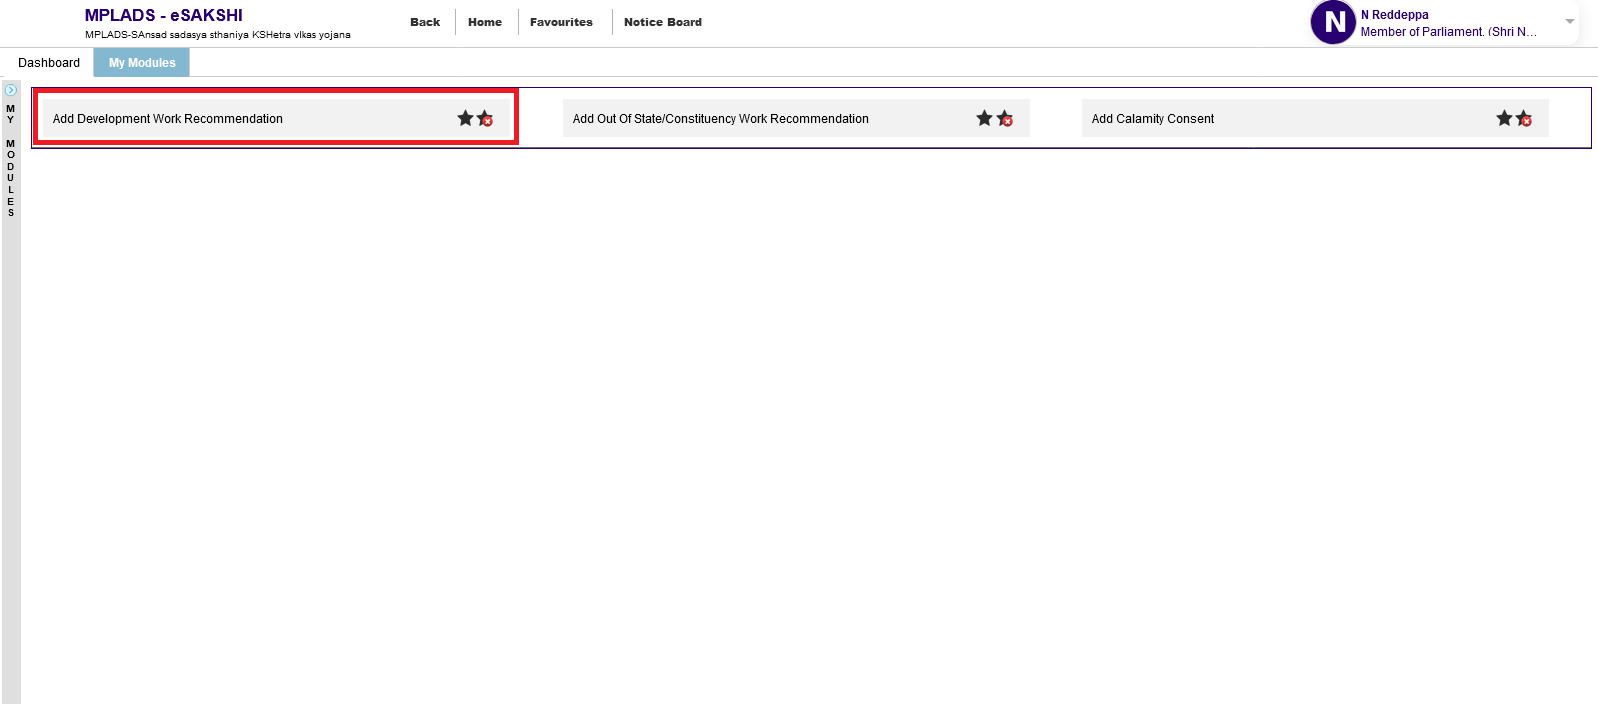 MPLADS - eSAKSHI
MPLADS-SAnsad sadasya sthaniya KSHetra vIkas yojana
Back
Home
Favourites
Notice Board
N
N Reddeppa
Member of Parliament. (Shri N...
Dashboard
My Modules
MY MODULES
Add Development Work Recommendation
Add Out Of State/Constituency Work Recommendation
Add Calamity Consent